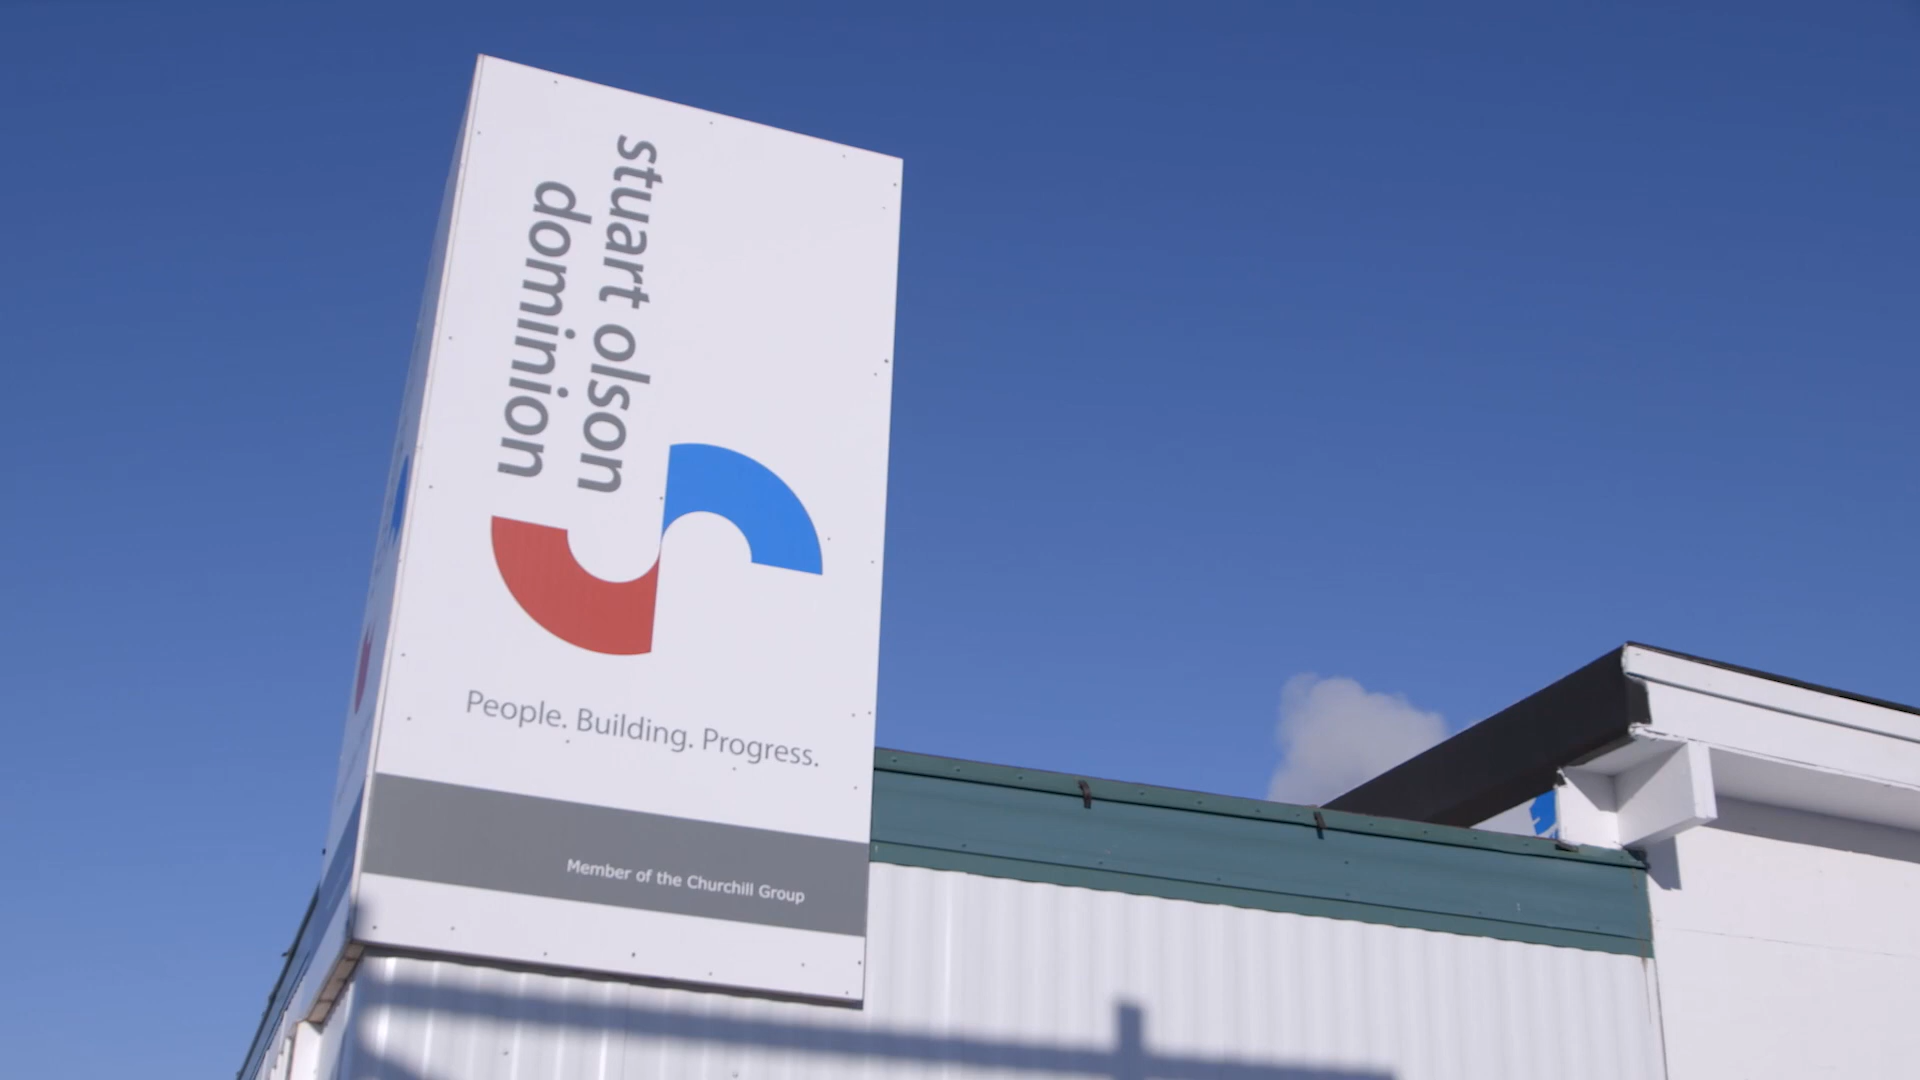 stuart olson
dominion
People. Building. Progress.
Member of the Churchill Group